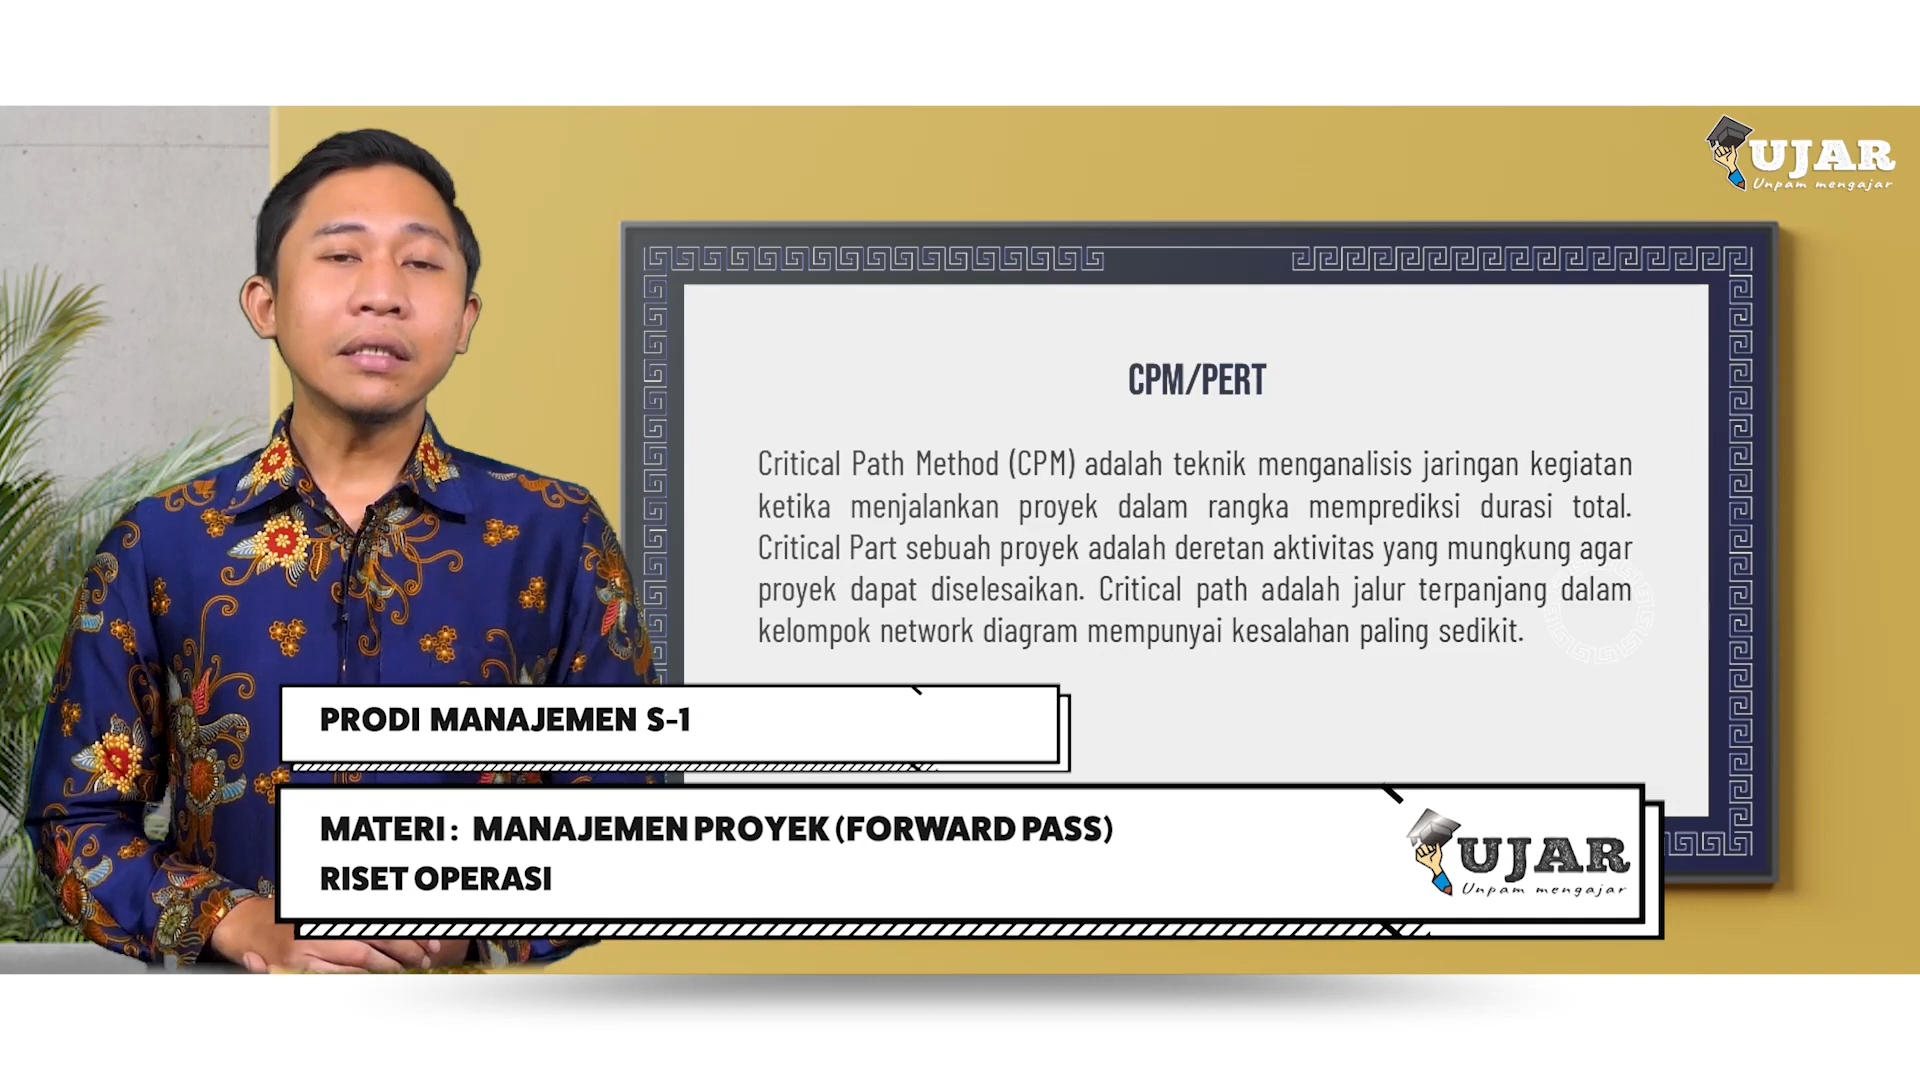 UJAR
Unpam mengajar
CPM/PERT
Critical Path Method (CPM) adalah teknik menganalisis jaringan kegiatan
ketika menjalankan proyek dalam rangka memprediksi durasi total.
Critical Part sebuah proyek adalah deretan aktivitas yang mungkung agar
proyek dapat diselesaikan. Critical path adalah jalur terpanjang dalam
kelompok network diagram mempunyai kesalahan paling sedikit.
PRODI MANAJEMEN S-1
MATERI : MANAJEMEN PROYEK (FORWARD PASS)
RISET OPERASI
UJAR
Unpam mengajar